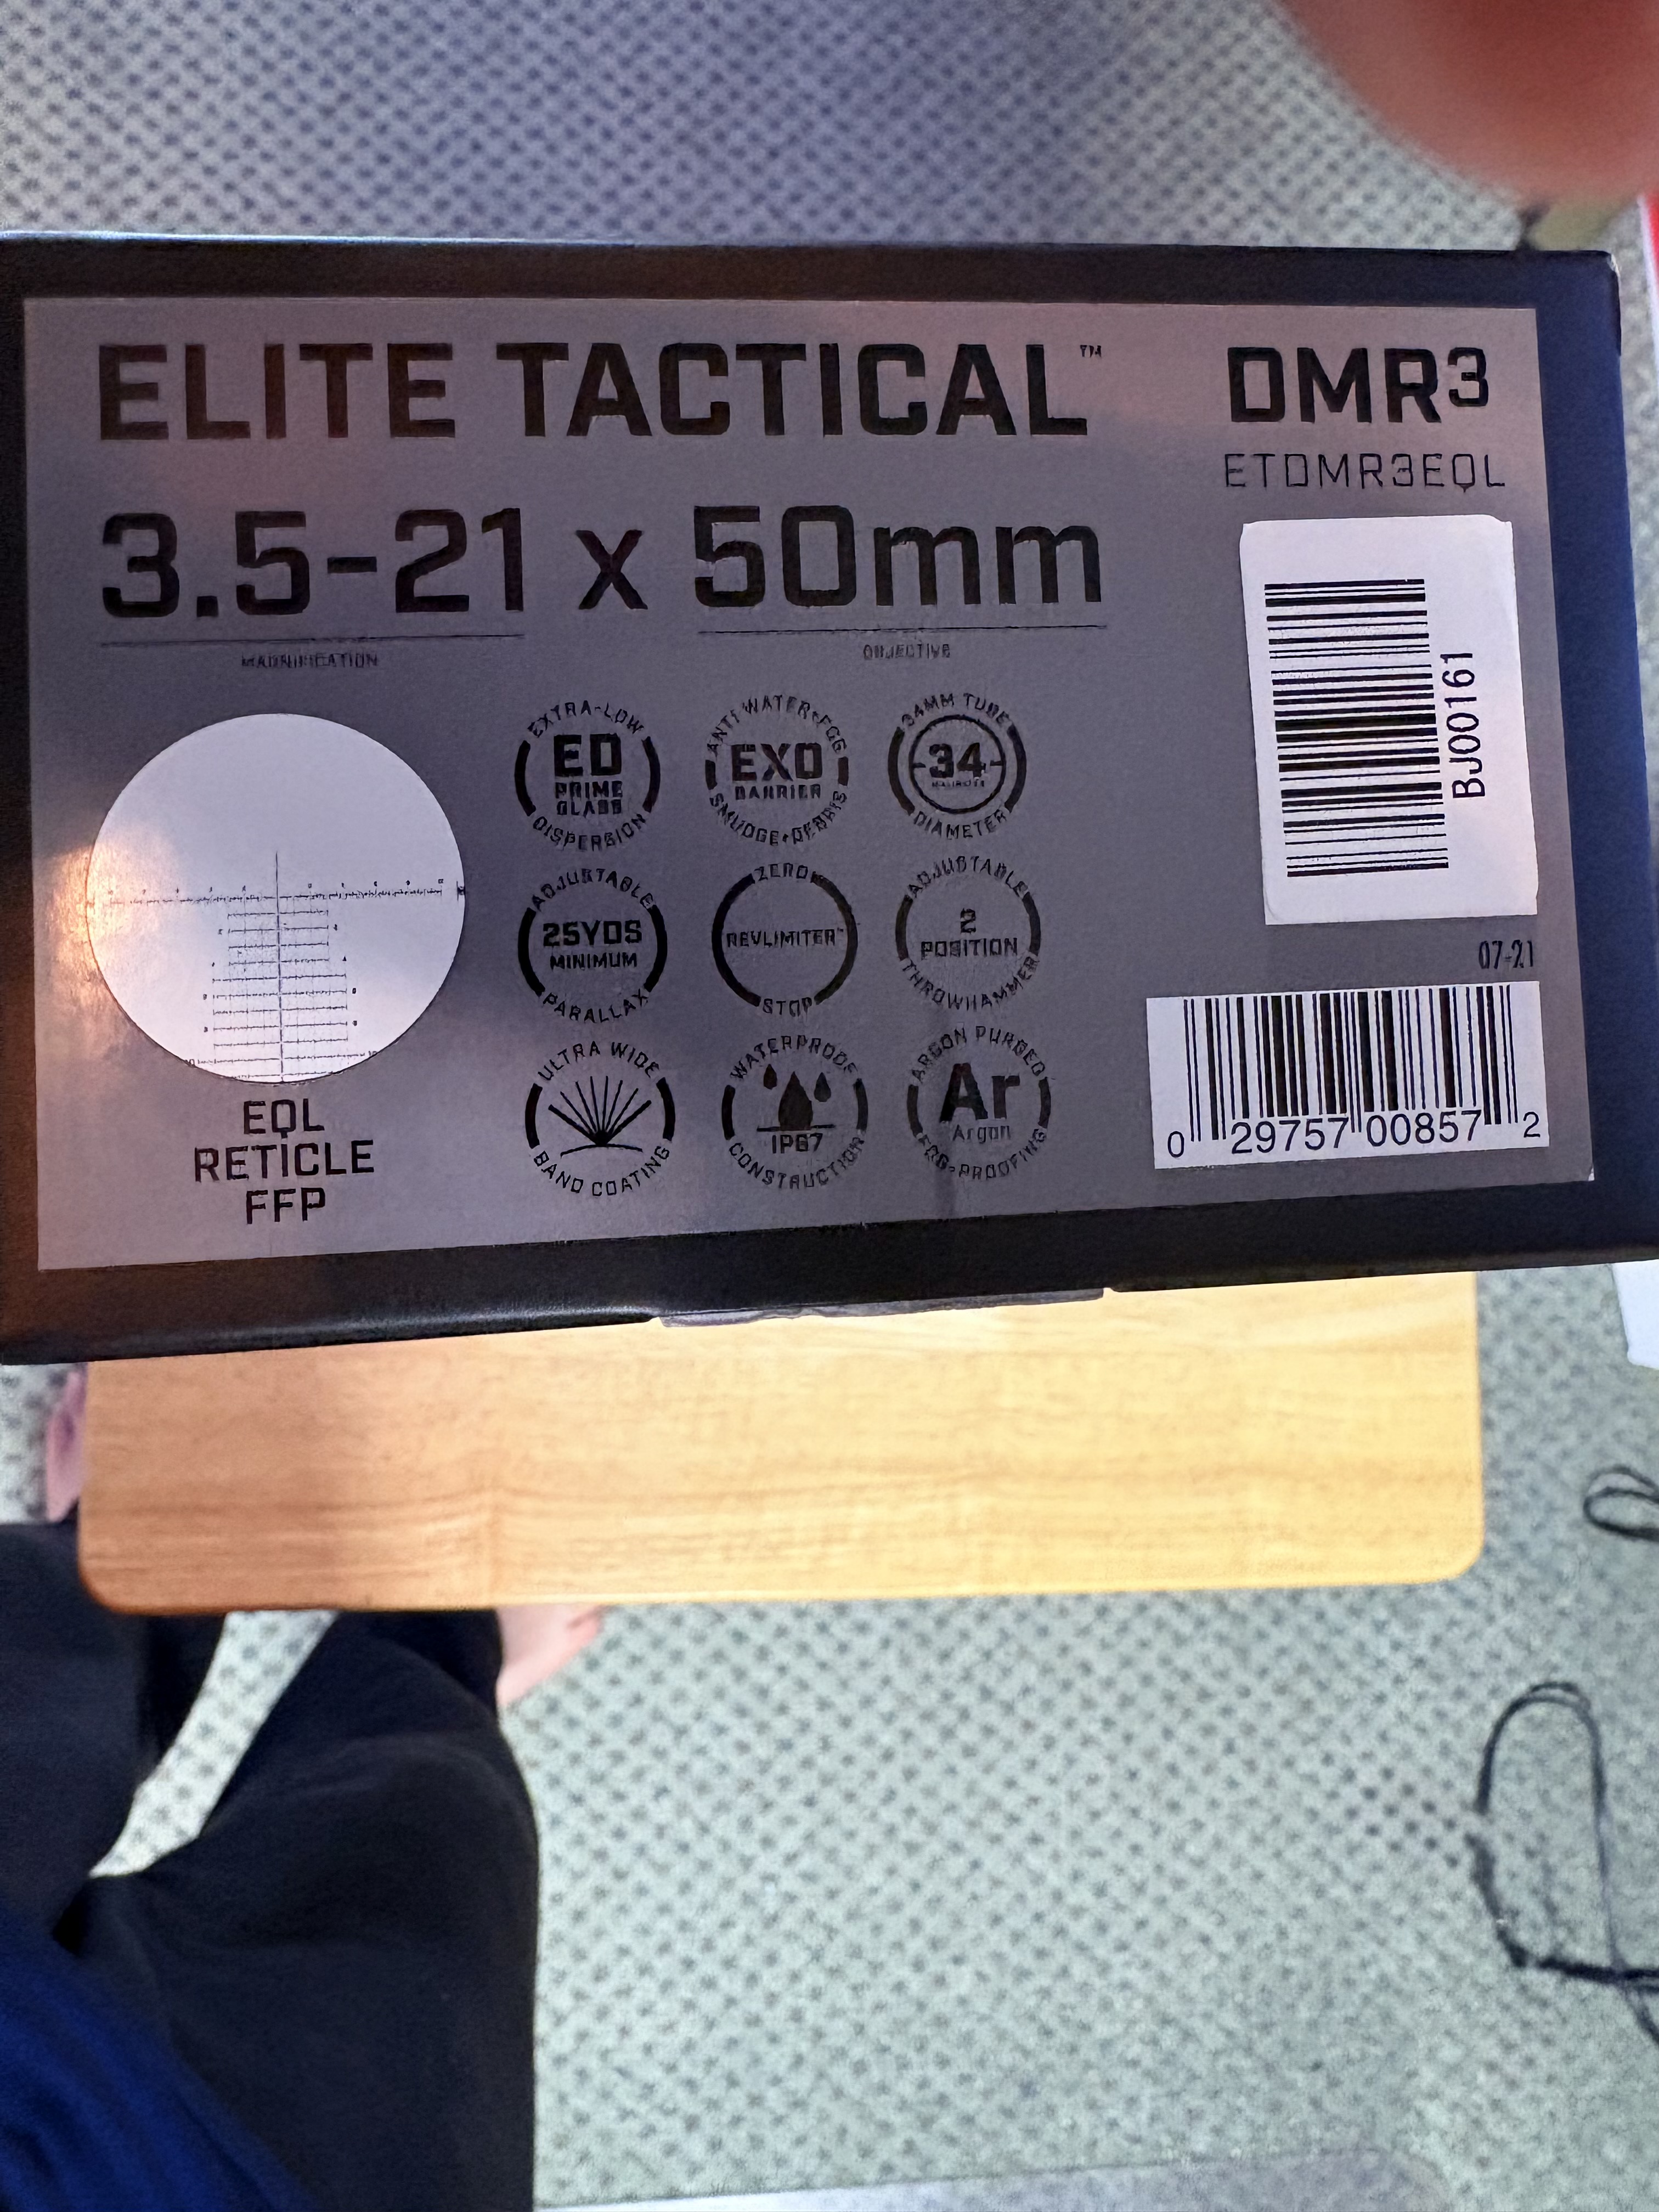 ELITE TACTICAL™
DMR3
ETDMR3EQL
3.5-21 x 50mm
MAGNIFICATION
OBJECTIVE
BJ00161
EXTRA-LOW
ED
PRIME
GLASS
DISPERSION
ANTI WATER•FOG
EXO
BARRIER
SMUDGE•DEBRIS
34MM TUBE
34
DIAMETER
ADJUSTABLE
25YDS
MINIMUM
PARALLAX
ZERO
REVLIMITER™
STOP
ADJUSTABLE
2
POSITION
THROWHAMMER
ULTRA WIDE
BAND COATING
WATERPROOF
IP67
CONSTRUCTION
ARGON PURGED
Ar
Argon
FOG-PROOFING
EQL
RETICLE
FFP
07-21
0 29757 00857 2